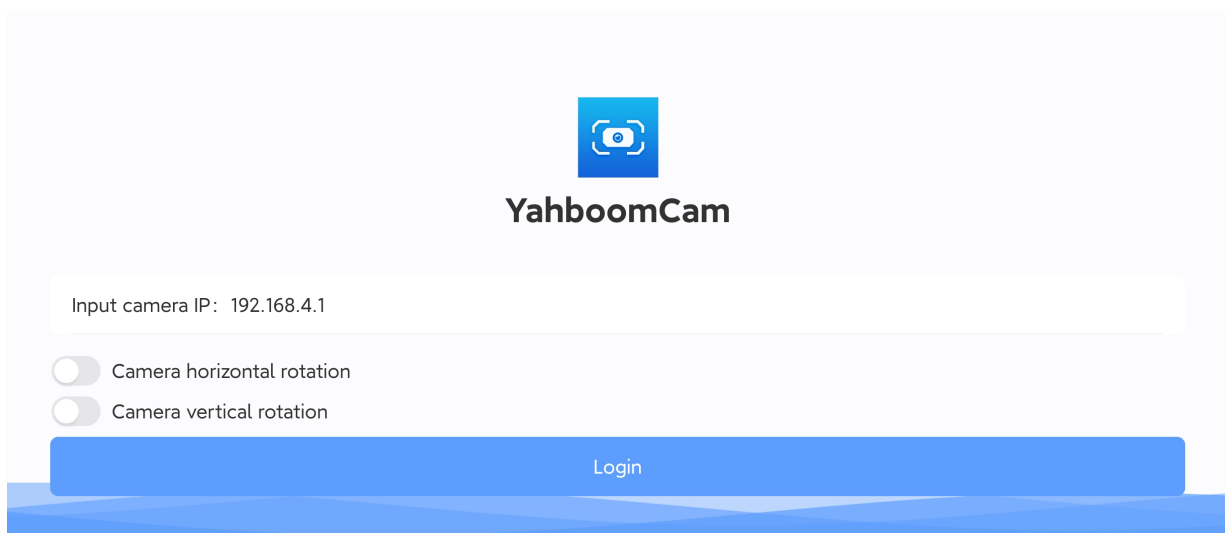 YahboomCam
Input camera IP： 192.168.4.1
Camera horizontal rotation
Camera vertical rotation
Login